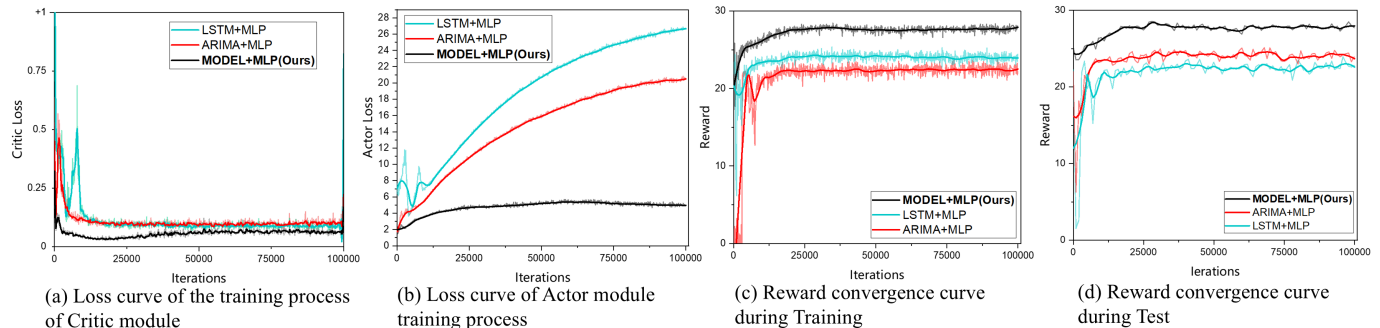 +1
0.75
0.5
0.25
0
Critic Loss
LSTM+MLP
ARIMA+MLP
MODEL+MLP(Ours)
0 25000 50000 75000 100000
Iterations
(a) Loss curve of the training process
of Critic module
28
26
24
22
20
18
16
14
12
10
8
6
4
2
0
Actor Loss
LSTM+MLP
ARIMA+MLP
MODEL+MLP(Ours)
0 25000 50000 75000 100000
Iterations
(b) Loss curve of Actor module
training process
30
20
10
0
Reward
MODEL+MLP(Ours)
LSTM+MLP
ARIMA+MLP
0 25000 50000 75000 100000
Iterations
(c) Reward convergence curve
during Training
30
20
10
0
Reward
MODEL+MLP(Ours)
ARIMA+MLP
LSTM+MLP
0 25000 50000 75000 100000
Iterations
(d) Reward convergence curve
during Test